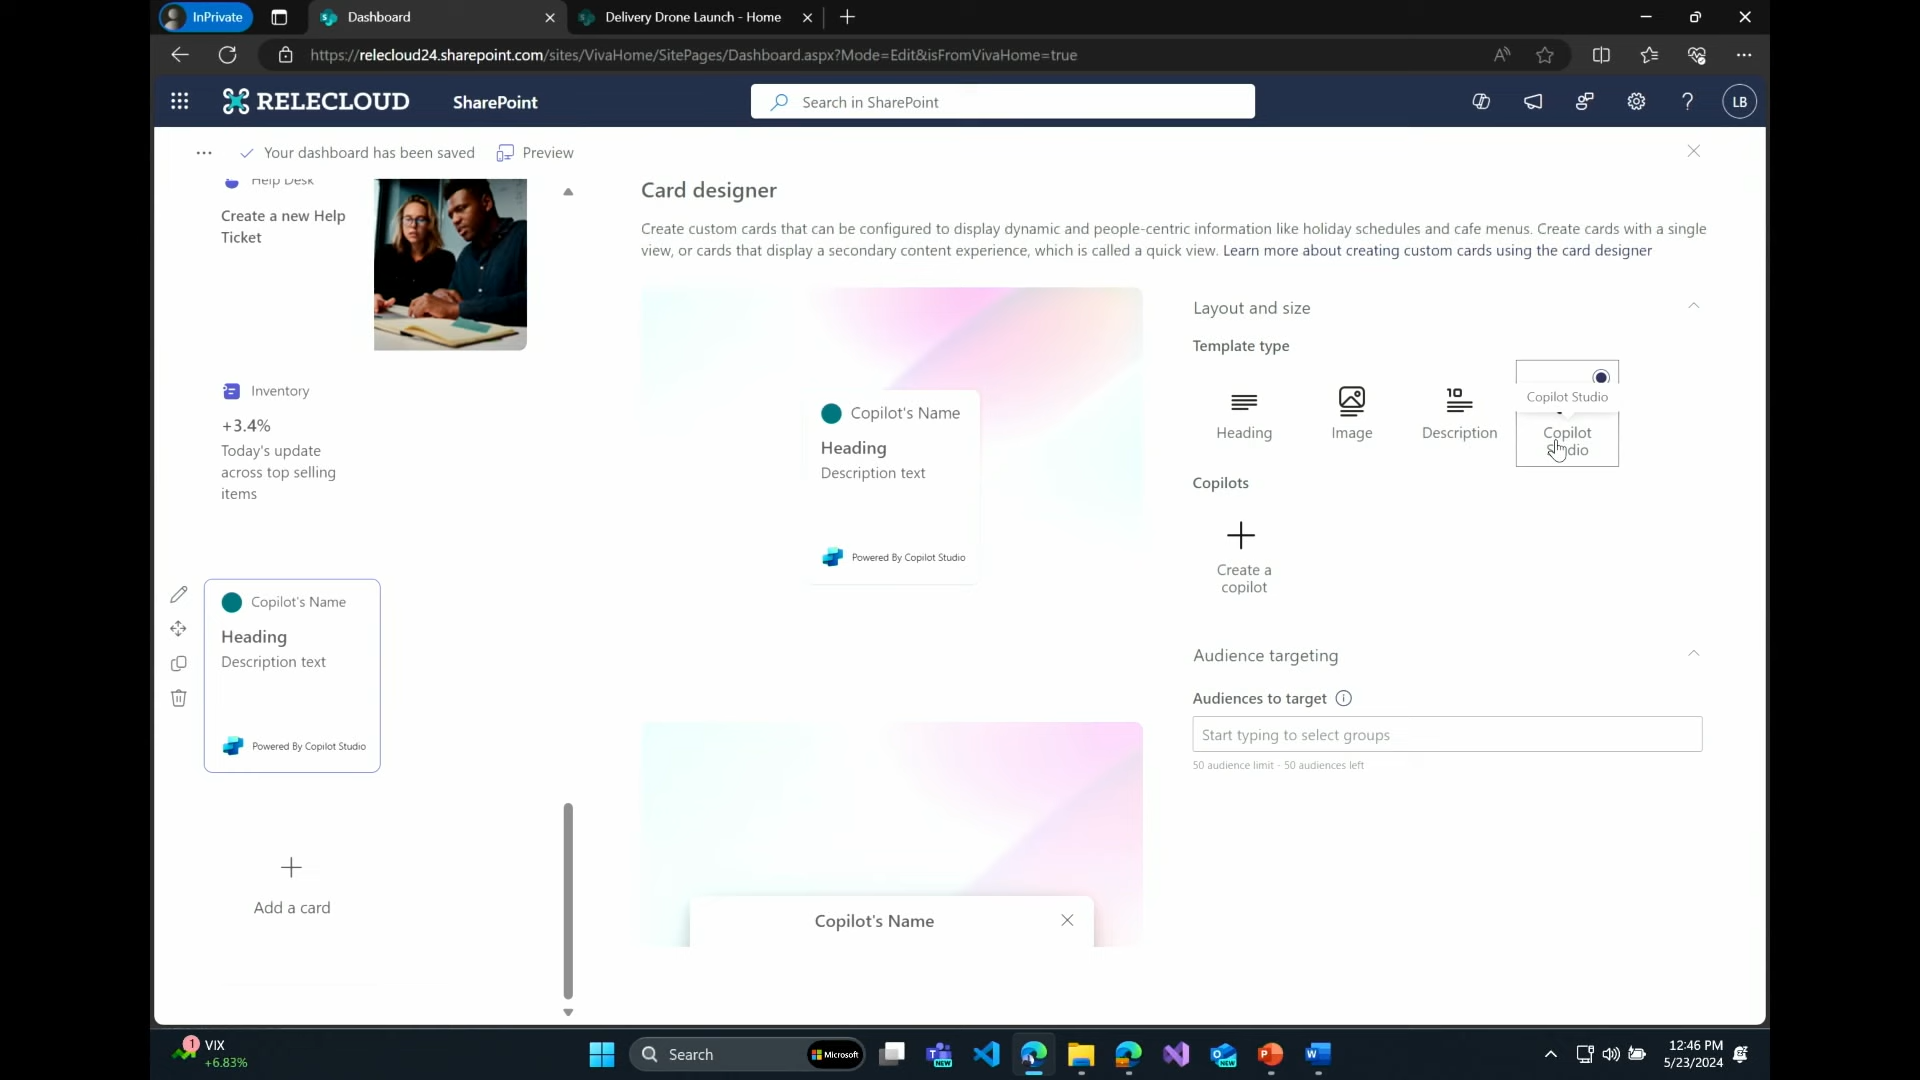 InPrivate
Dashboard
Delivery Drone Launch - Home
https://relecloud24.sharepoint.com/sites/VivaHome/SitePages/Dashboard.aspx?Mode=Edit&isFromVivaHome=true
RELECLOUD
SharePoint
Search in SharePoint
LB
Your dashboard has been saved
Preview
Help Desk
Create a new Help
Ticket
Inventory
+3.4%
Today's update
across top selling
items
Copilot's Name
Heading
Description text
Powered By Copilot Studio
Add a card
Card designer
Create custom cards that can be configured to display dynamic and people-centric information like holiday schedules and cafe menus. Create cards with a single
view, or cards that display a secondary content experience, which is called a quick view. Learn more about creating custom cards using the card designer
Copilot's Name
Heading
Description text
Powered By Copilot Studio
Copilot's Name
Layout and size
Template type
Heading
Image
10
Description
Copilot Studio
Copilot
Studio
Copilots
Create a
copilot
Audience targeting
Audiences to target
Start typing to select groups
50 audience limit - 50 audiences left
1
VIX
+6.83%
Search
Microsoft
NEW
NEW
12:46 PM
5/23/2024